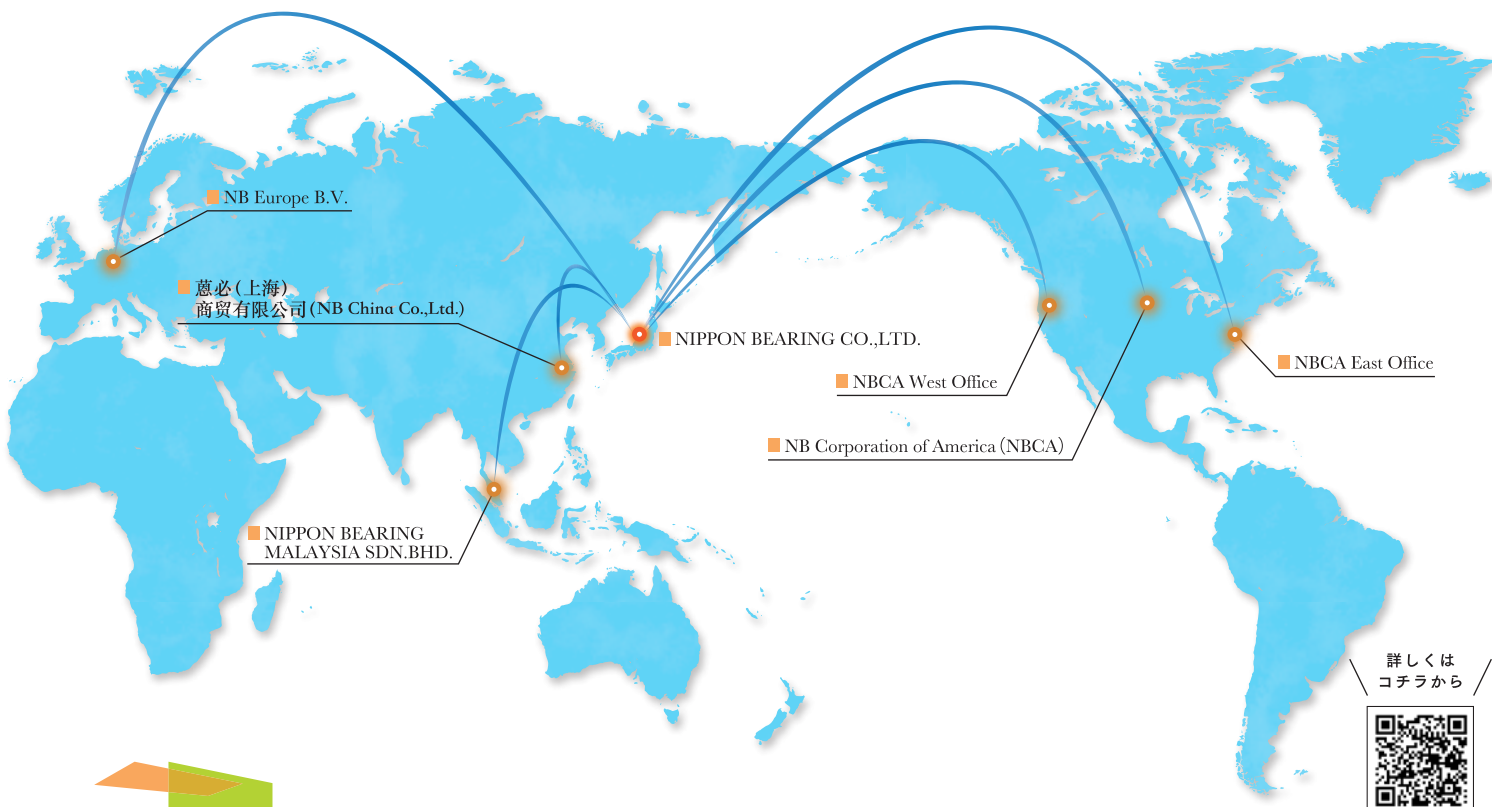 NB Europe B.V.
蒽必(上海)
商贸有限公司(NB China Co.,Ltd.)
NIPPON BEARING CO.,LTD.
NBCA West Office
NBCA East Office
NB Corporation of America(NBCA)
NIPPON BEARING
MALAYSIA SDN.BHD.
詳しくは
コチラから